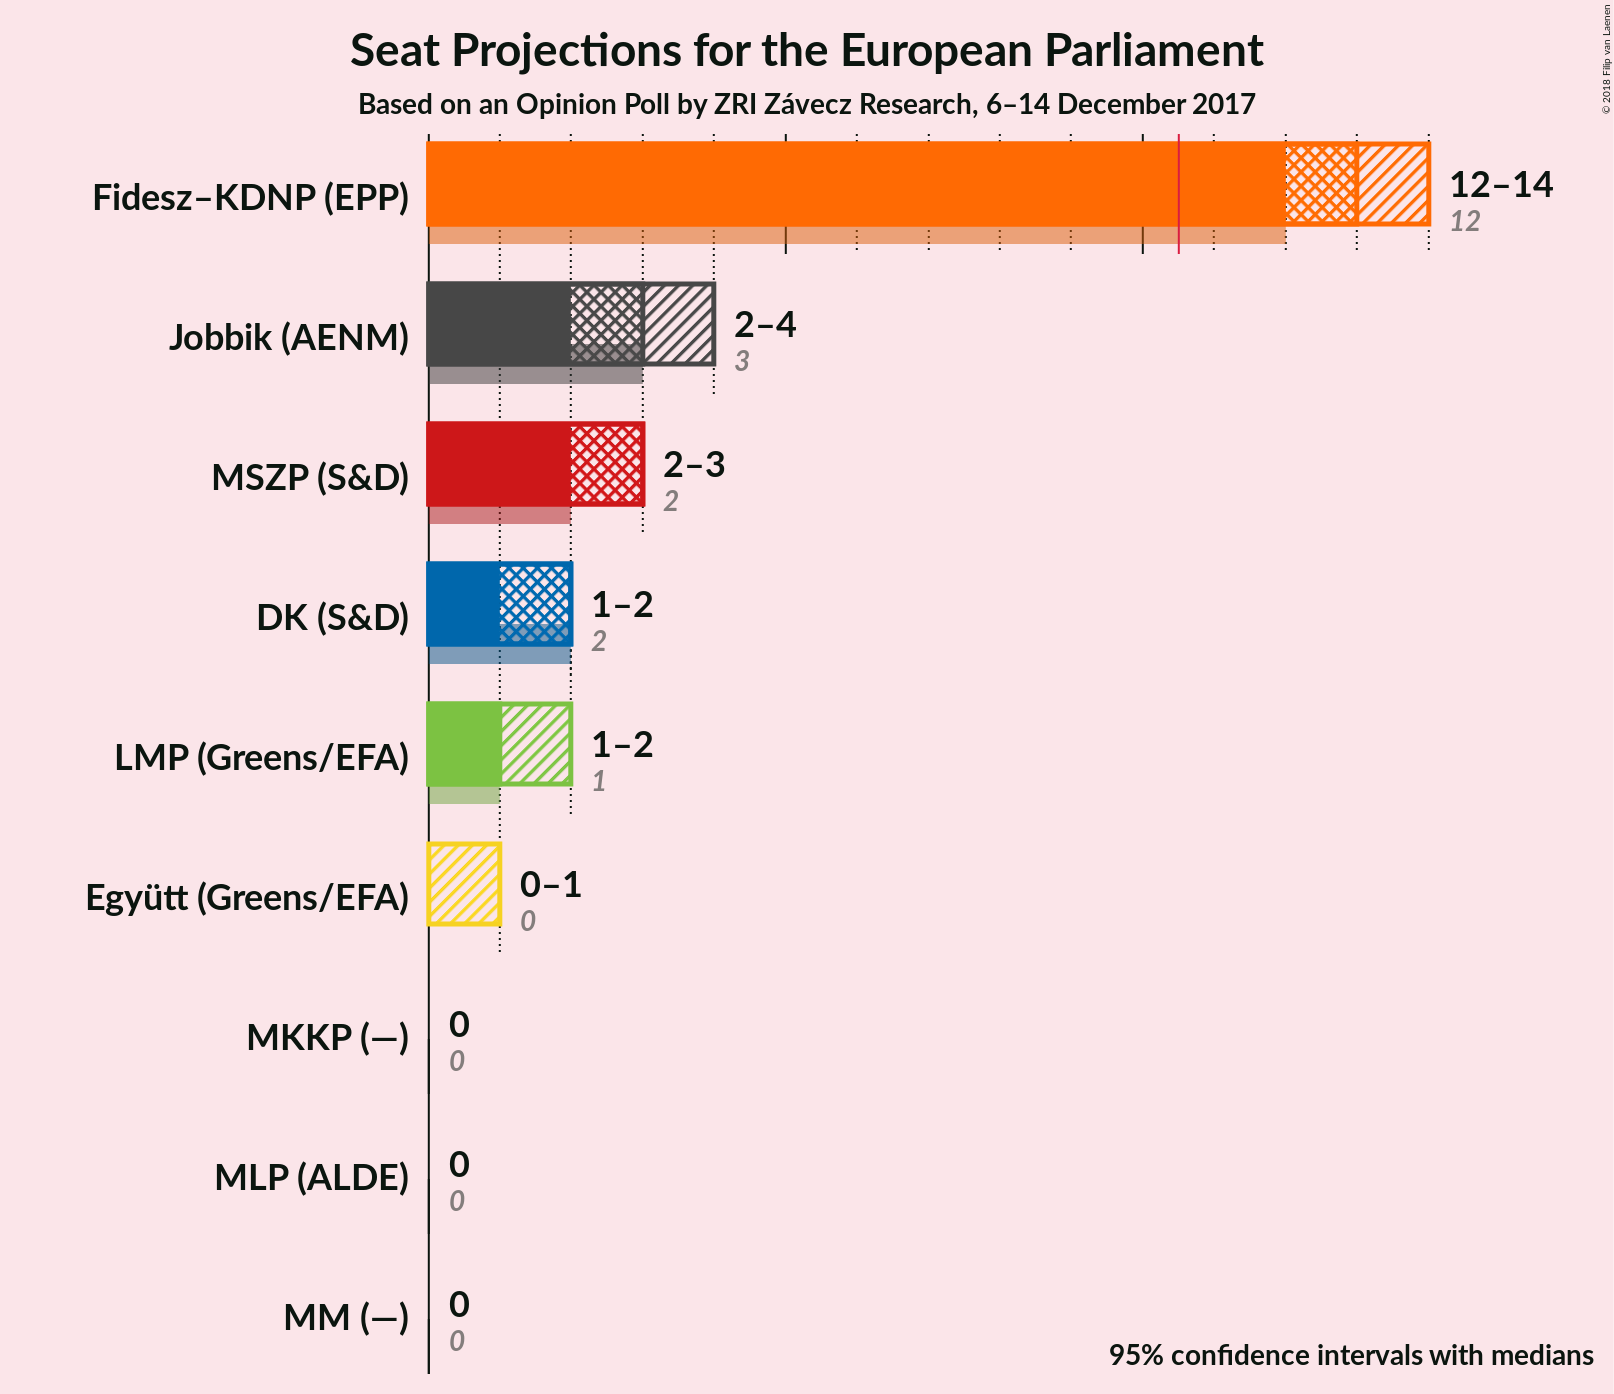 Seat Projections for the European Parliament
Based on an Opinion Poll by ZRI Závecz Research, 6–14 December 2017
© 2018 Filip van Laenen
Fidesz–KDNP (EPP)
12–14
12
Jobbik (AENM)
2–4
3
MSZP (S&D)
2–3
2
DK (S&D)
1–2
2
LMP (Greens/EFA)
1–2
1
Együtt (Greens/EFA)
0–1
0
MKKP (—)
0
0
MLP (ALDE)
0
0
MM (—)
0
0
95% confidence intervals with medians